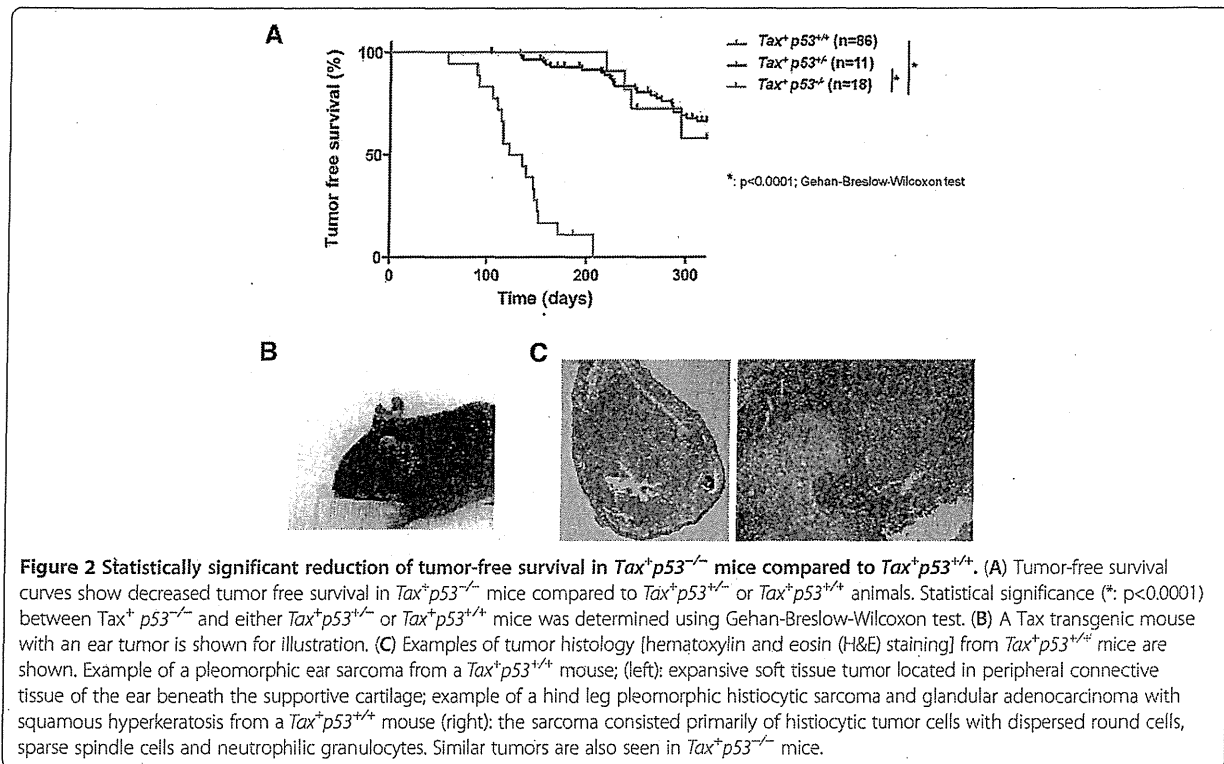 A
Tax⁺p53⁺/⁺ (n=86)
Tax⁺p53⁺/⁻ (n=11)
Tax⁺p53⁻/⁻ (n=18)
*
*
*: p<0.0001; Gehan-Breslow-Wilcoxon test
Tumor free survival (%)
100
50
0
0 100 200 300
Time (days)
B
C
Figure 2 Statistically significant reduction of tumor-free survival in Tax⁺p53⁻/⁻ mice compared to Tax⁺p53⁺/⁺. (A) Tumor-free survival
curves show decreased tumor free survival in Tax⁺p53⁻/⁻ mice compared to Tax⁺p53⁺/⁻ or Tax⁺p53⁺/⁺ animals. Statistical significance (*: p<0.0001)
between Tax⁺ p53⁻/⁻ and either Tax⁺p53⁺/⁻ or Tax⁺p53⁺/⁺ mice was determined using Gehan-Breslow-Wilcoxon test. (B) A Tax transgenic mouse
with an ear tumor is shown for illustration. (C) Examples of tumor histology [hematoxylin and eosin (H&E) staining] from Tax⁺p53⁺/⁺ mice are
shown. Example of a pleomorphic ear sarcoma from a Tax⁺p53⁺/⁺ mouse; (left): expansive soft tissue tumor located in peripheral connective
tissue of the ear beneath the supportive cartilage; example of a hind leg pleomorphic histiocytic sarcoma and glandular adenocarcinoma with
squamous hyperkeratosis from a Tax⁺p53⁺/⁺ mouse (right): the sarcoma consisted primarily of histiocytic tumor cells with dispersed round cells,
sparse spindle cells and neutrophilic granulocytes. Similar tumors are also seen in Tax⁺p53⁻/⁻ mice.